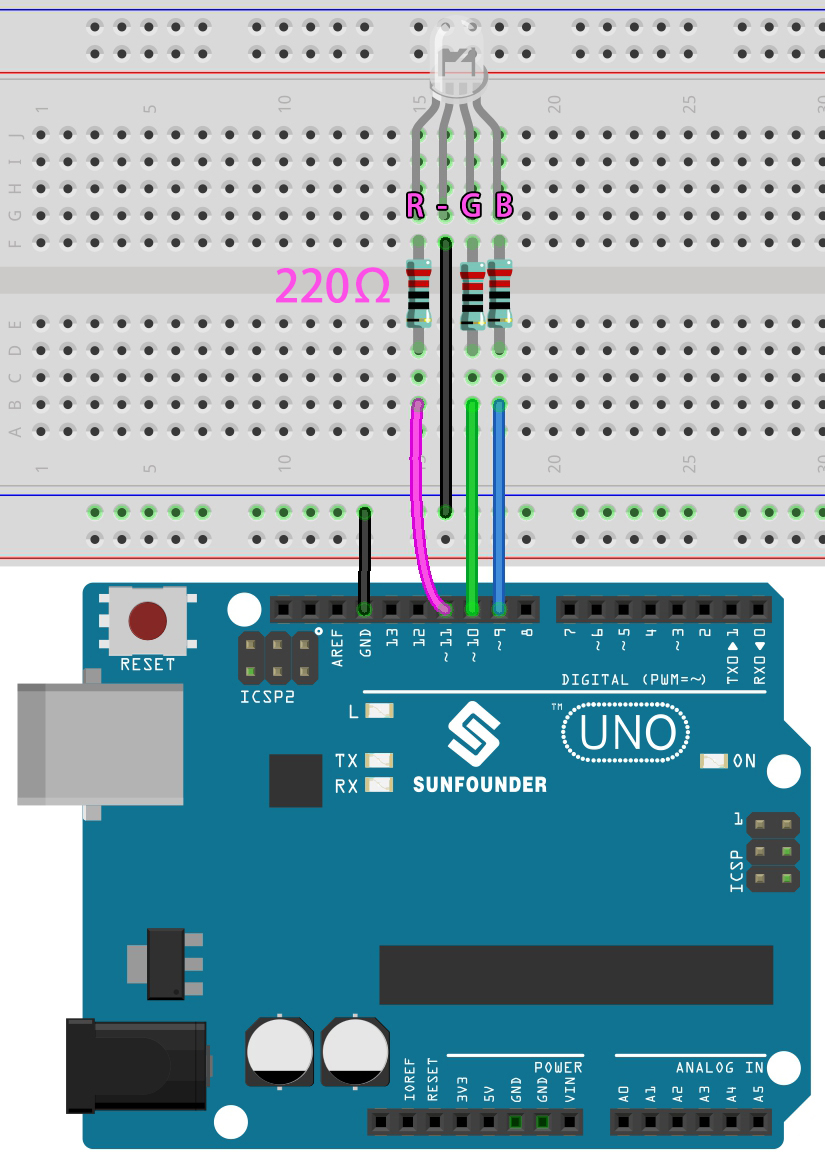 1 5 10 15 20 25 30
J
I
H
G
F
R - G B
220Ω
E
D
C
B
A
1 5 10 15 20 25 30
RESET
ICSP2
AREF
GND
13
12
~11
~10
~9
8
7
~6
~5
4
~3
2
TX0▶1
RX0◀0
DIGITAL (PWM=~)
L
TX
RX
SUNFOUNDER
™
UNO
ON
1
ICSP
POWER
ANALOG IN
IOREF
RESET
3V3
5V
GND
GND
VIN
A0
A1
A2
A3
A4
A5